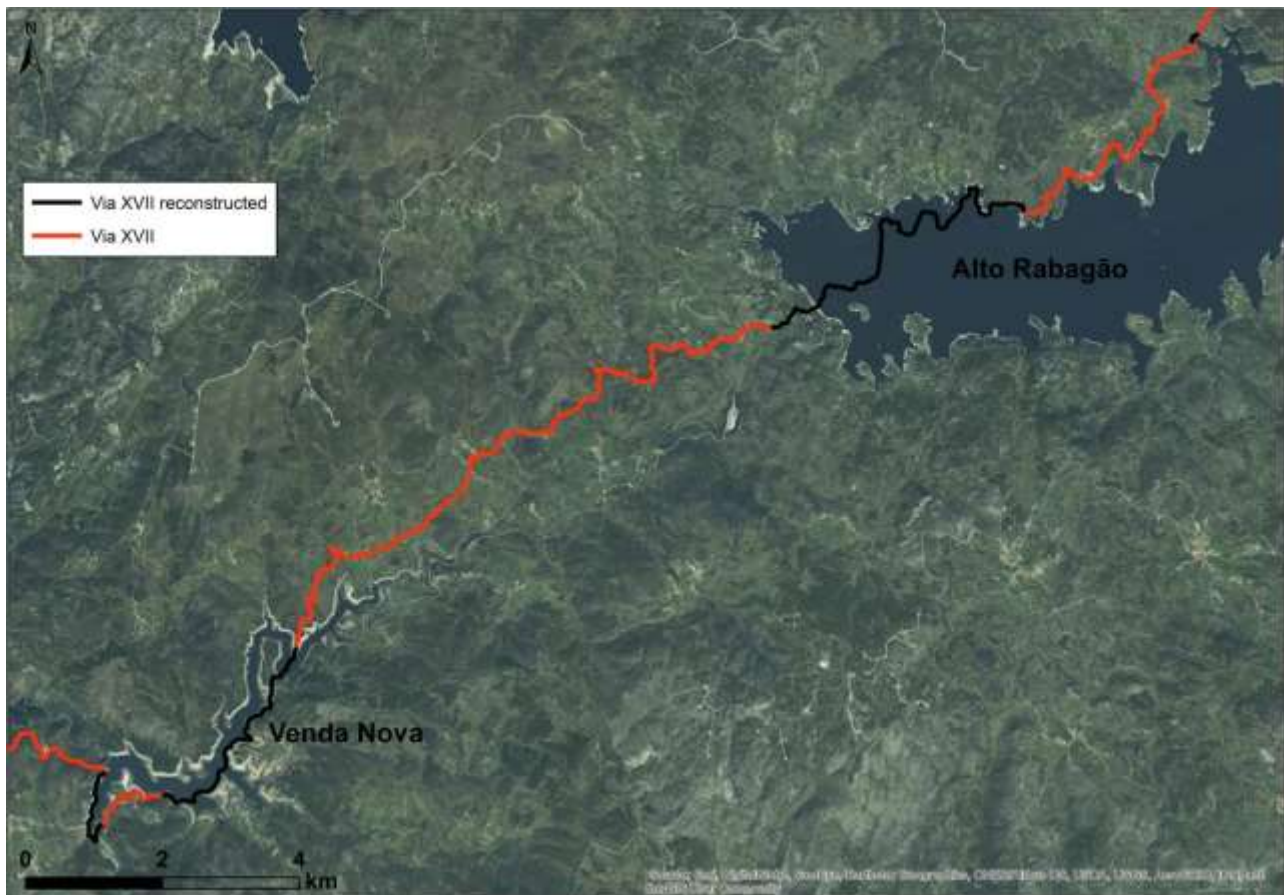 N
Via XVII reconstructed
Via XVII
Alto Rabagão
Venda Nova
0 2 4
km